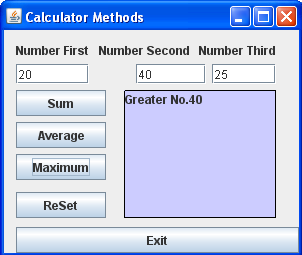 Calculator Methods
Number First Number Second Number Third
20 40 25
Sum
Greater No.40
Average
Maximum
ReSet
Exit